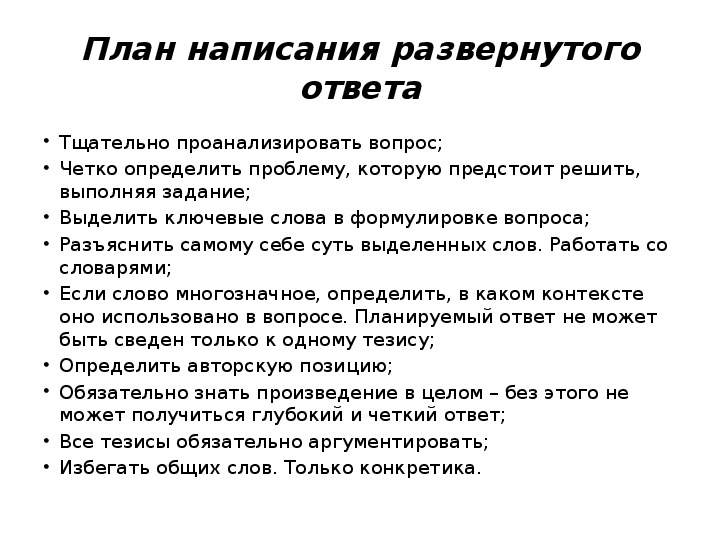 План написания развернутого
ответа
• Тщательно проанализировать вопрос;
• Четко определить проблему, которую предстоит решить,
выполняя задание;
• Выделить ключевые слова в формулировке вопроса;
• Разъяснить самому себе суть выделенных слов. Работать со
словарями;
• Если слово многозначное, определить, в каком контексте
оно использовано в вопросе. Планируемый ответ не может
быть сведен только к одному тезису;
• Определить авторскую позицию;
• Обязательно знать произведение в целом – без этого не
может получиться глубокий и четкий ответ;
• Все тезисы обязательно аргументировать;
• Избегать общих слов. Только конкретика.